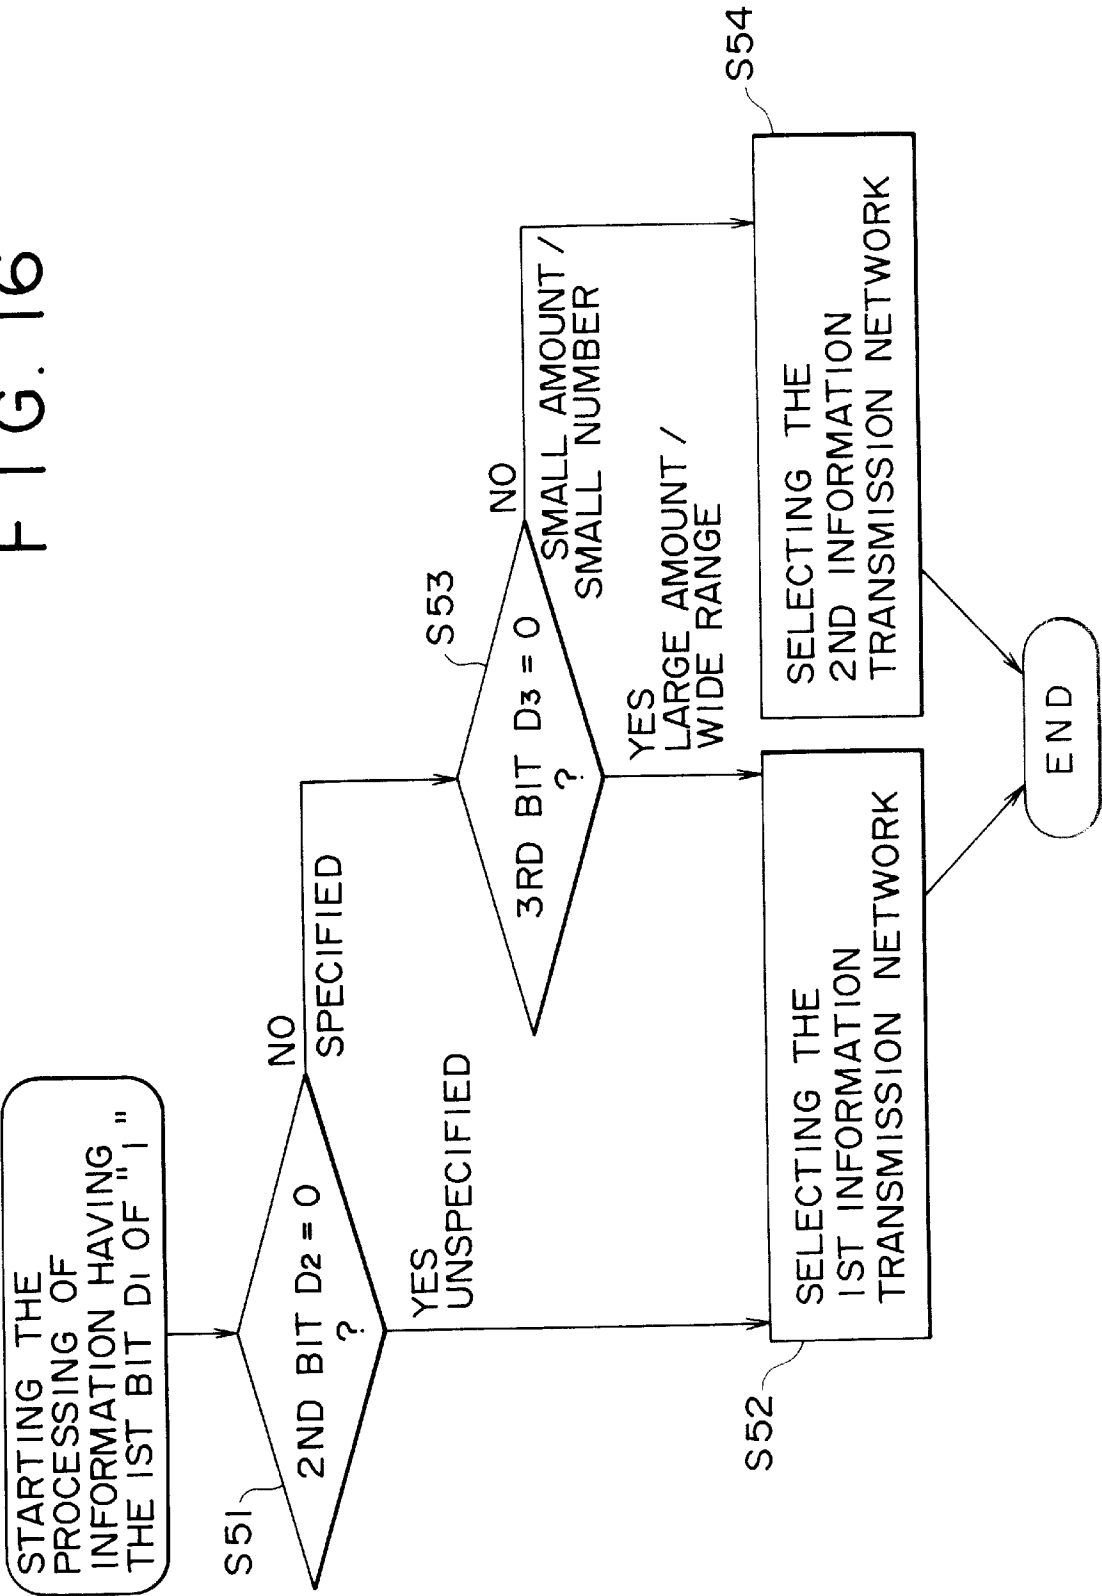 FIG. 16
STARTING THE
PROCESSING OF
INFORMATION HAVING
THE 1ST BIT D1 OF "1"
S51
2ND BIT D2 = 0
?
NO
SPECIFIED
YES
UNSPECIFIED
S53
3RD BIT D3 = 0
?
NO
SMALL AMOUNT /
SMALL NUMBER
YES
LARGE AMOUNT /
WIDE RANGE
S52
SELECTING THE
1ST INFORMATION
TRANSMISSION NETWORK
S54
SELECTING THE
2ND INFORMATION
TRANSMISSION NETWORK
END